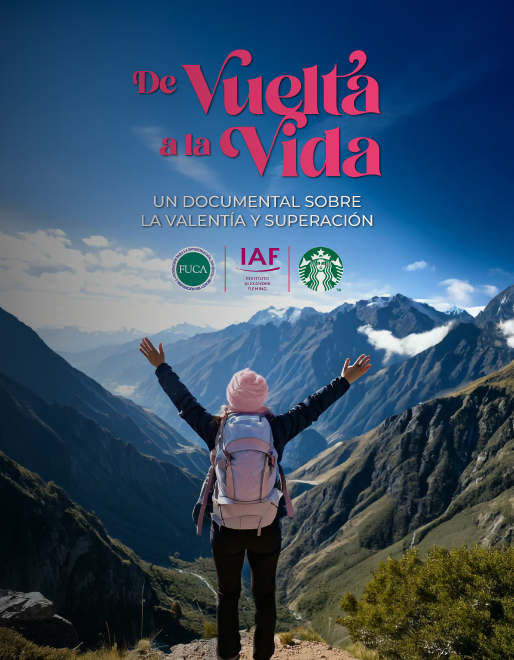 De Vuelta
a la Vida
UN DOCUMENTAL SOBRE
LA VALENTÍA Y SUPERACIÓN
FUCA
IAF
INSTITUTO
ALEXANDER
FLEMING